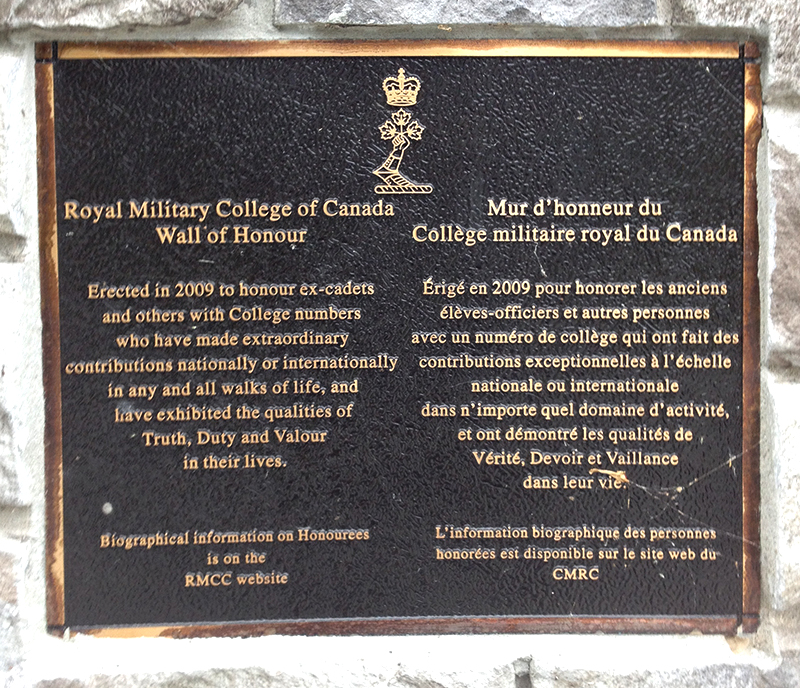 Royal Military College of Canada
Wall of Honour
Erected in 2009 to honour ex-cadets
and others with College numbers
who have made extraordinary
contributions nationally or internationally
in any and all walks of life, and
have exhibited the qualities of
Truth, Duty and Valour
in their lives.
Biographical information on Honourees
is on the
RMCC website
Mur d'honneur du
Collège militaire royal du Canada
Érigé en 2009 pour honorer les anciens
élèves-officiers et autres personnes
avec un numéro de collège qui ont fait des
contributions exceptionnelles à l'échelle
nationale ou internationale
dans n'importe quel domaine d'activité,
et ont démontré les qualités de
Vérité, Devoir et Vaillance
dans leur vie.
L'information biographique des personnes
honorées est disponible sur le site web du
CMRC